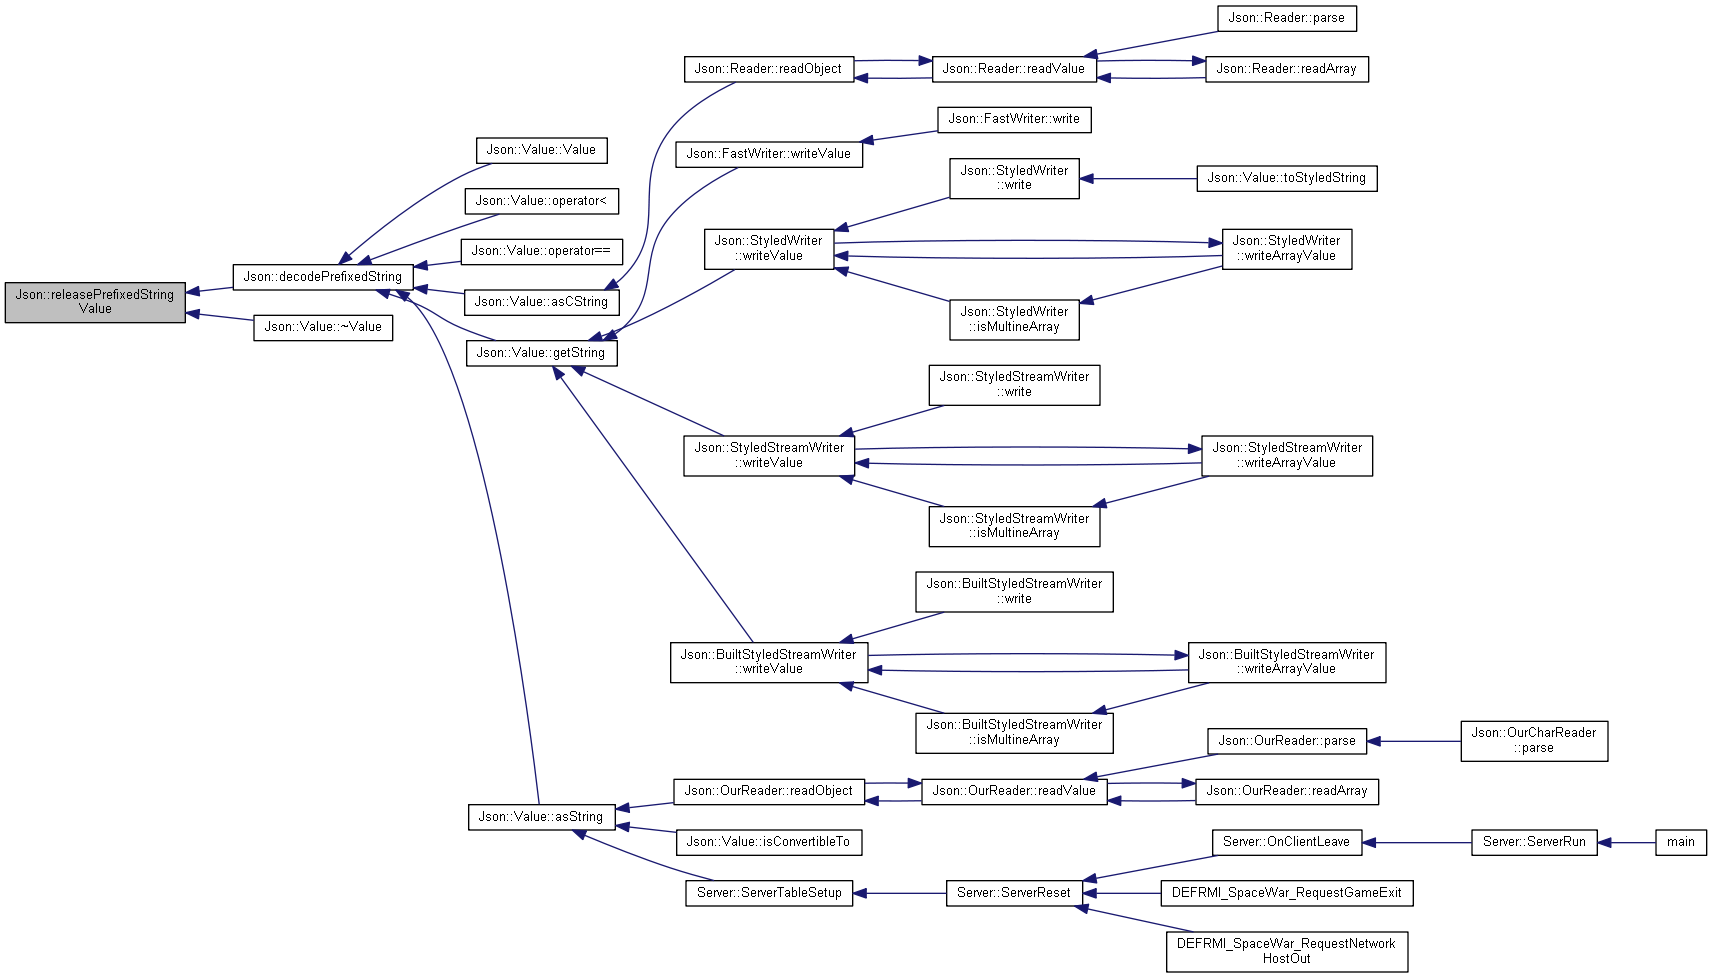 Json::Reader::parse
Json::Reader::readObject
Json::Reader::readValue
Json::Reader::readArray
Json::FastWriter::write
Json::Value::Value
Json::FastWriter::writeValue
Json::StyledWriter
::write
Json::Value::toStyledString
Json::Value::operator<
Json::Value::operator==
Json::StyledWriter
::writeValue
Json::StyledWriter
::writeArrayValue
Json::decodePrefixedString
Json::releasePrefixedString
Value
Json::Value::asCString
Json::Value::~Value
Json::StyledWriter
::isMultineArray
Json::Value::getString
Json::StyledStreamWriter
::write
Json::StyledStreamWriter
::writeValue
Json::StyledStreamWriter
::writeArrayValue
Json::StyledStreamWriter
::isMultineArray
Json::BuiltStyledStreamWriter
::write
Json::BuiltStyledStreamWriter
::writeValue
Json::BuiltStyledStreamWriter
::writeArrayValue
Json::BuiltStyledStreamWriter
::isMultineArray
Json::OurReader::parse
Json::OurCharReader
::parse
Json::OurReader::readObject
Json::OurReader::readValue
Json::OurReader::readArray
Json::Value::asString
Json::Value::isConvertibleTo
Server::OnClientLeave
Server::ServerRun
main
Server::ServerTableSetup
Server::ServerReset
DEFRMI_SpaceWar_RequestGameExit
DEFRMI_SpaceWar_RequestNetwork
HostOut